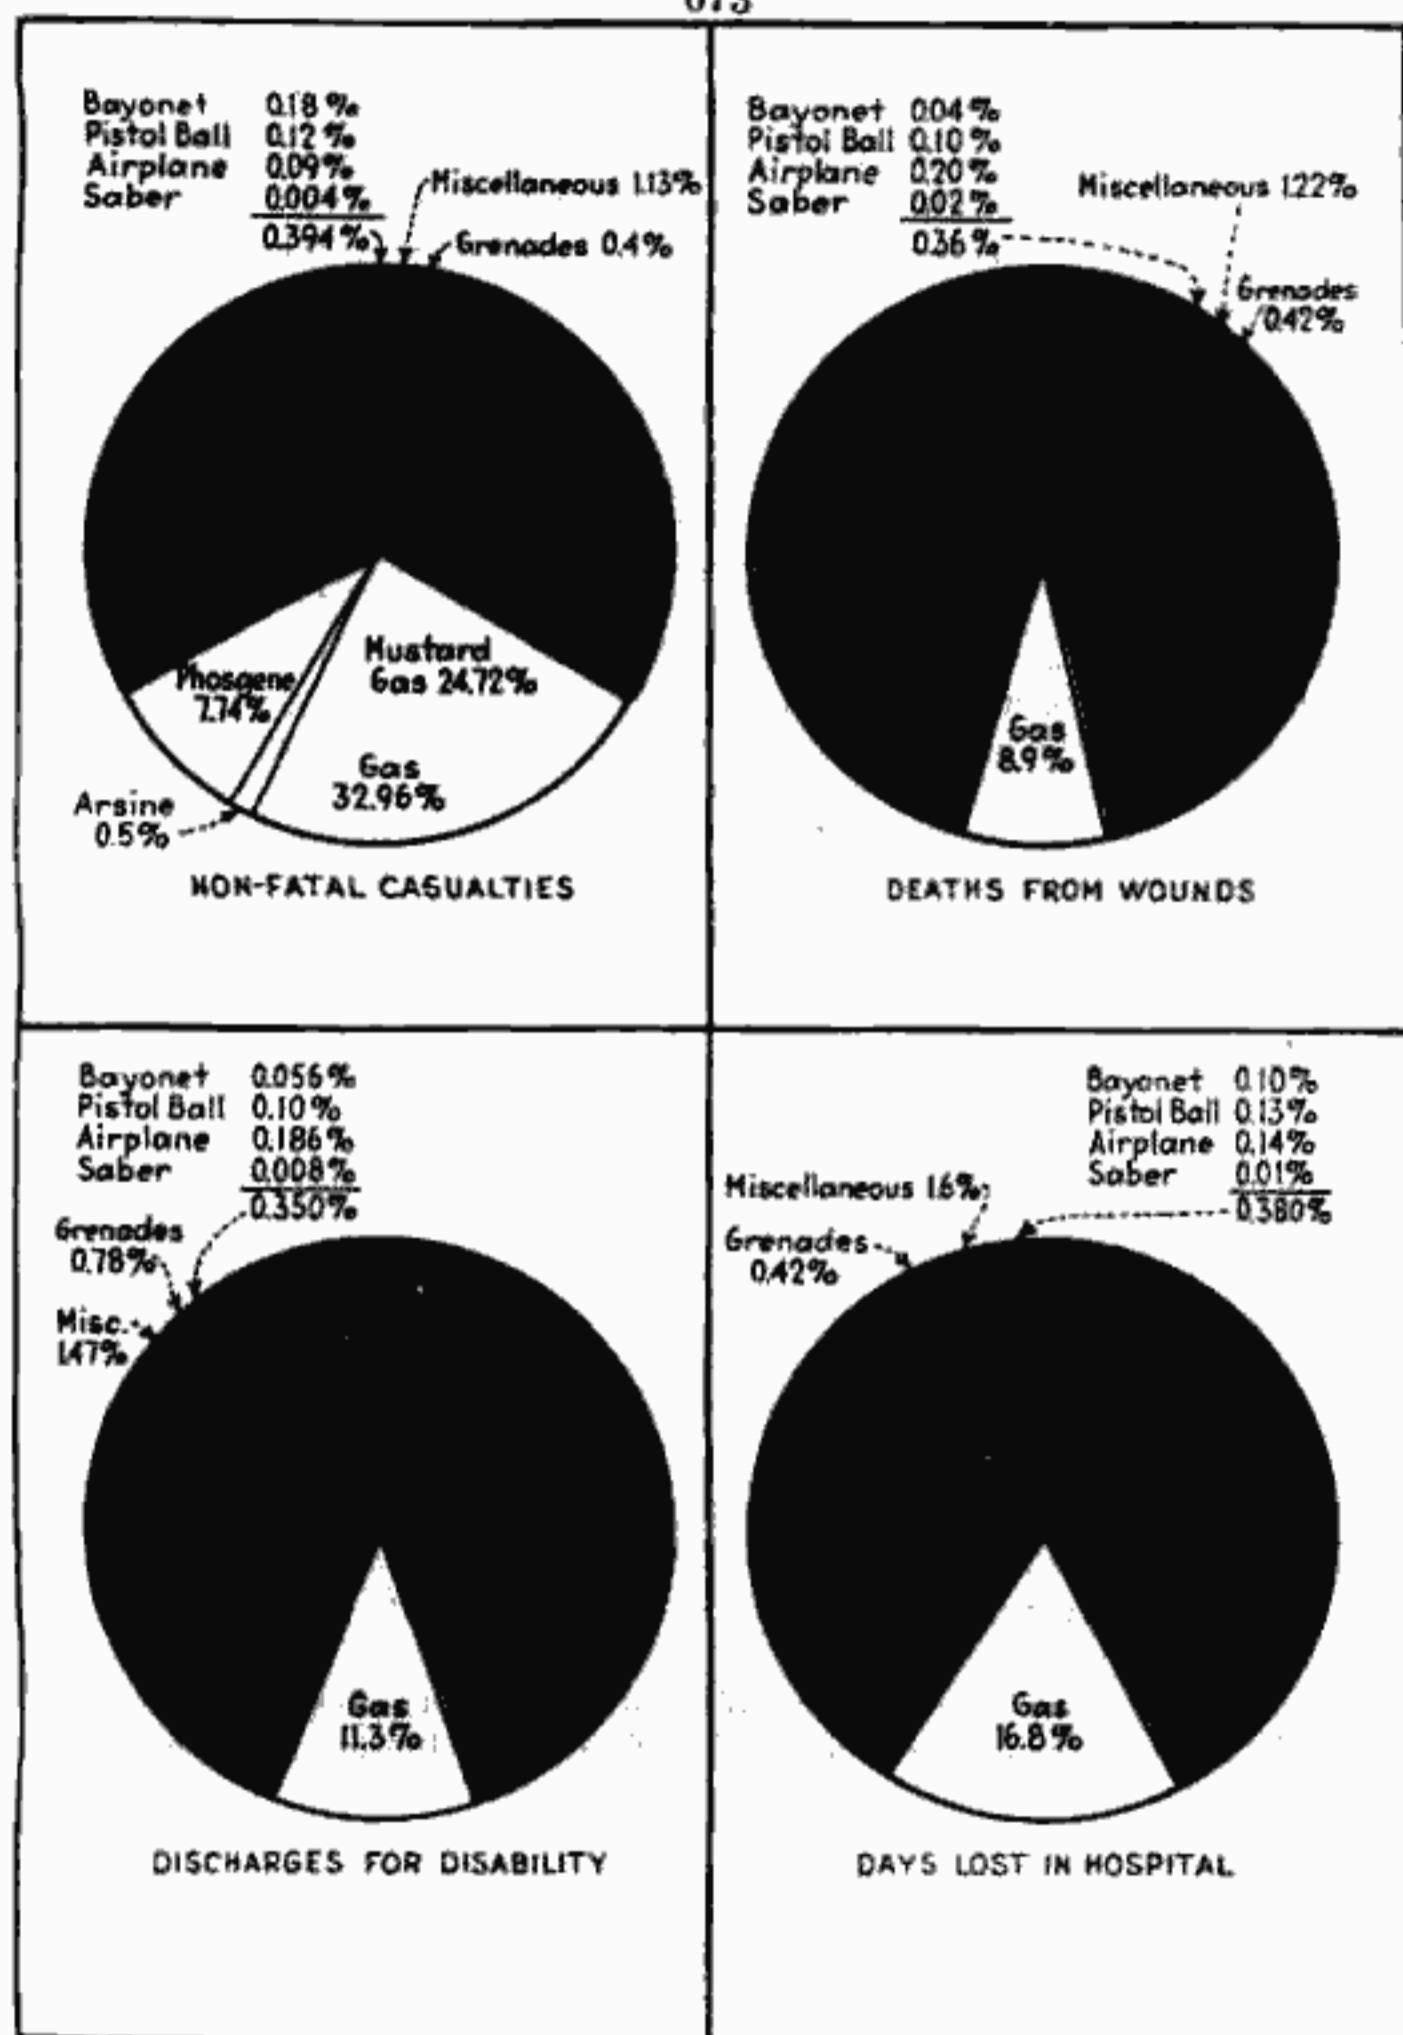 Bayonet 0.18%
Pistol Ball 0.12%
Airplane 0.09%
Saber 0.004%
0.394%
Miscellaneous 1.13%
Grenades 0.4%
Phosgene
7.74%
Mustard
Gas 24.72%
Gas
32.96%
Arsine
0.5%
NON-FATAL CASUALTIES
Bayonet 0.04%
Pistol Ball 0.10%
Airplane 0.20%
Saber 0.02%
0.36%
Miscellaneous 1.22%
Grenades
0.42%
Gas
8.9%
DEATHS FROM WOUNDS
Bayonet 0.056%
Pistol Ball 0.10%
Airplane 0.186%
Saber 0.008%
0.350%
Grenades
0.78%
Misc.
1.47%
Gas
11.3%
DISCHARGES FOR DISABILITY
Bayonet 0.10%
Pistol Ball 0.13%
Airplane 0.14%
Saber 0.01%
0.380%
Miscellaneous 1.6%
Grenades
0.42%
Gas
16.8%
DAYS LOST IN HOSPITAL